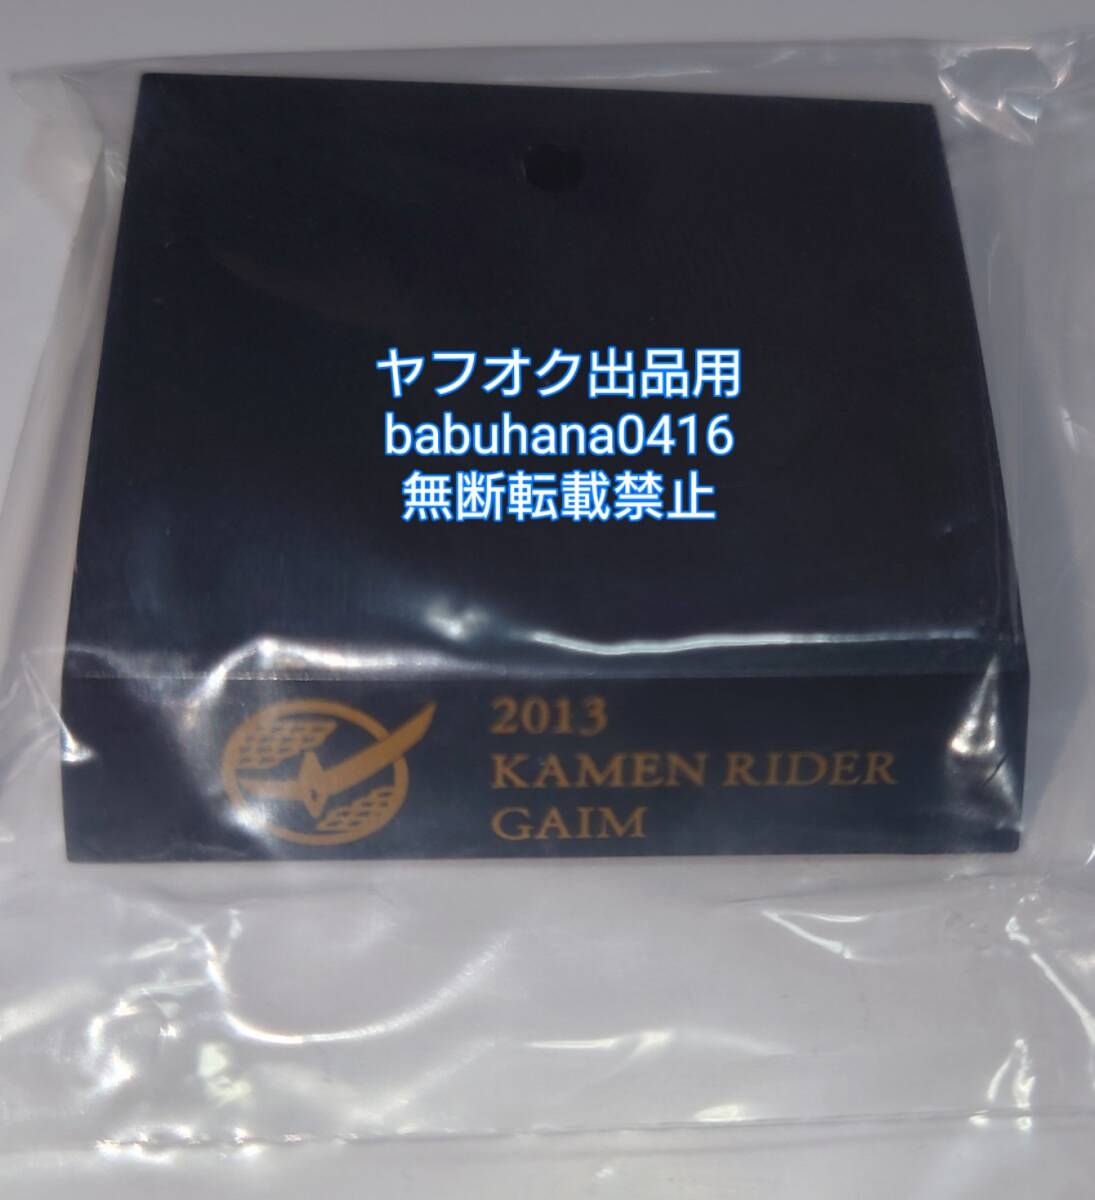 ヤフオク出品用
babuhana0416
無断転載禁止
2013
KAMEN RIDER
GAIM